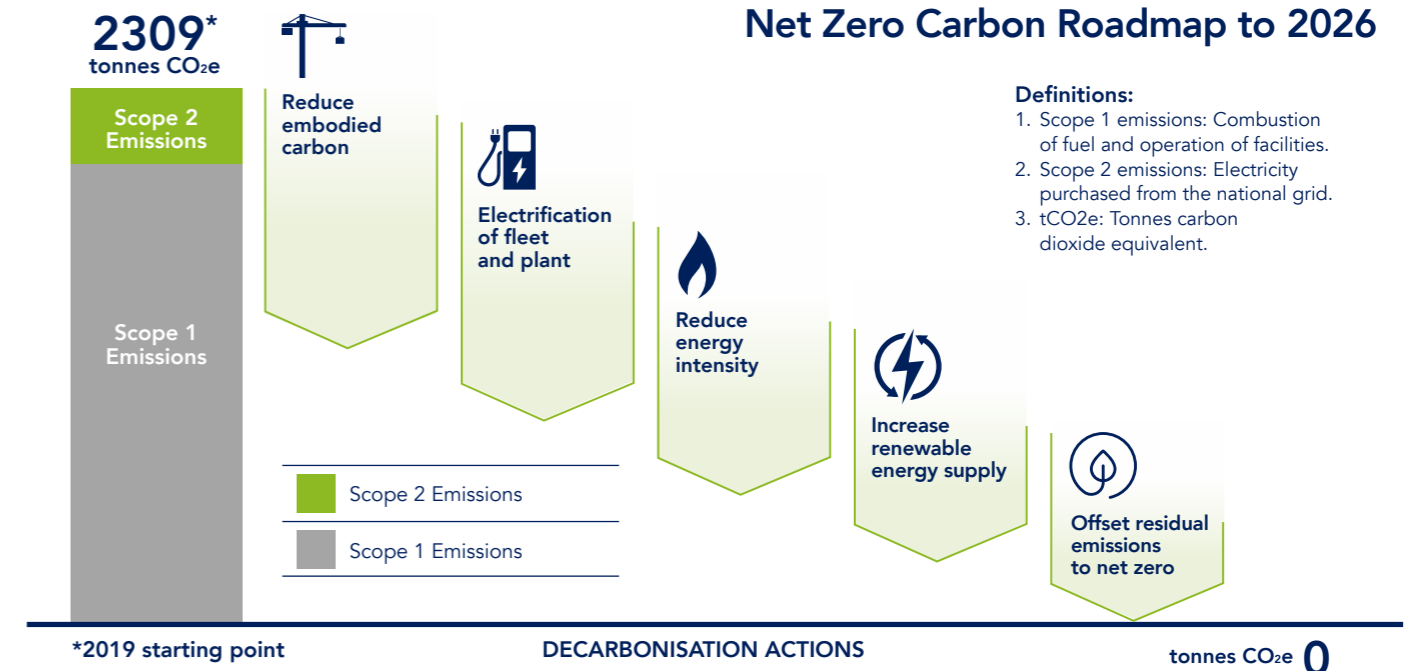 Net Zero Carbon Roadmap to 2026
2309*
tonnes CO₂e
Scope 2
Emissions
Scope 1
Emissions
Reduce
embodied
carbon
Electrification
of fleet
and plant
Reduce
energy
intensity
Increase
renewable
energy supply
Offset residual
emissions
to net zero
Definitions:
1. Scope 1 emissions: Combustion
of fuel and operation of facilities.
2. Scope 2 emissions: Electricity
purchased from the national grid.
3. tCO2e: Tonnes carbon
dioxide equivalent.
Scope 2 Emissions
Scope 1 Emissions
*2019 starting point
DECARBONISATION ACTIONS
tonnes CO₂e 0